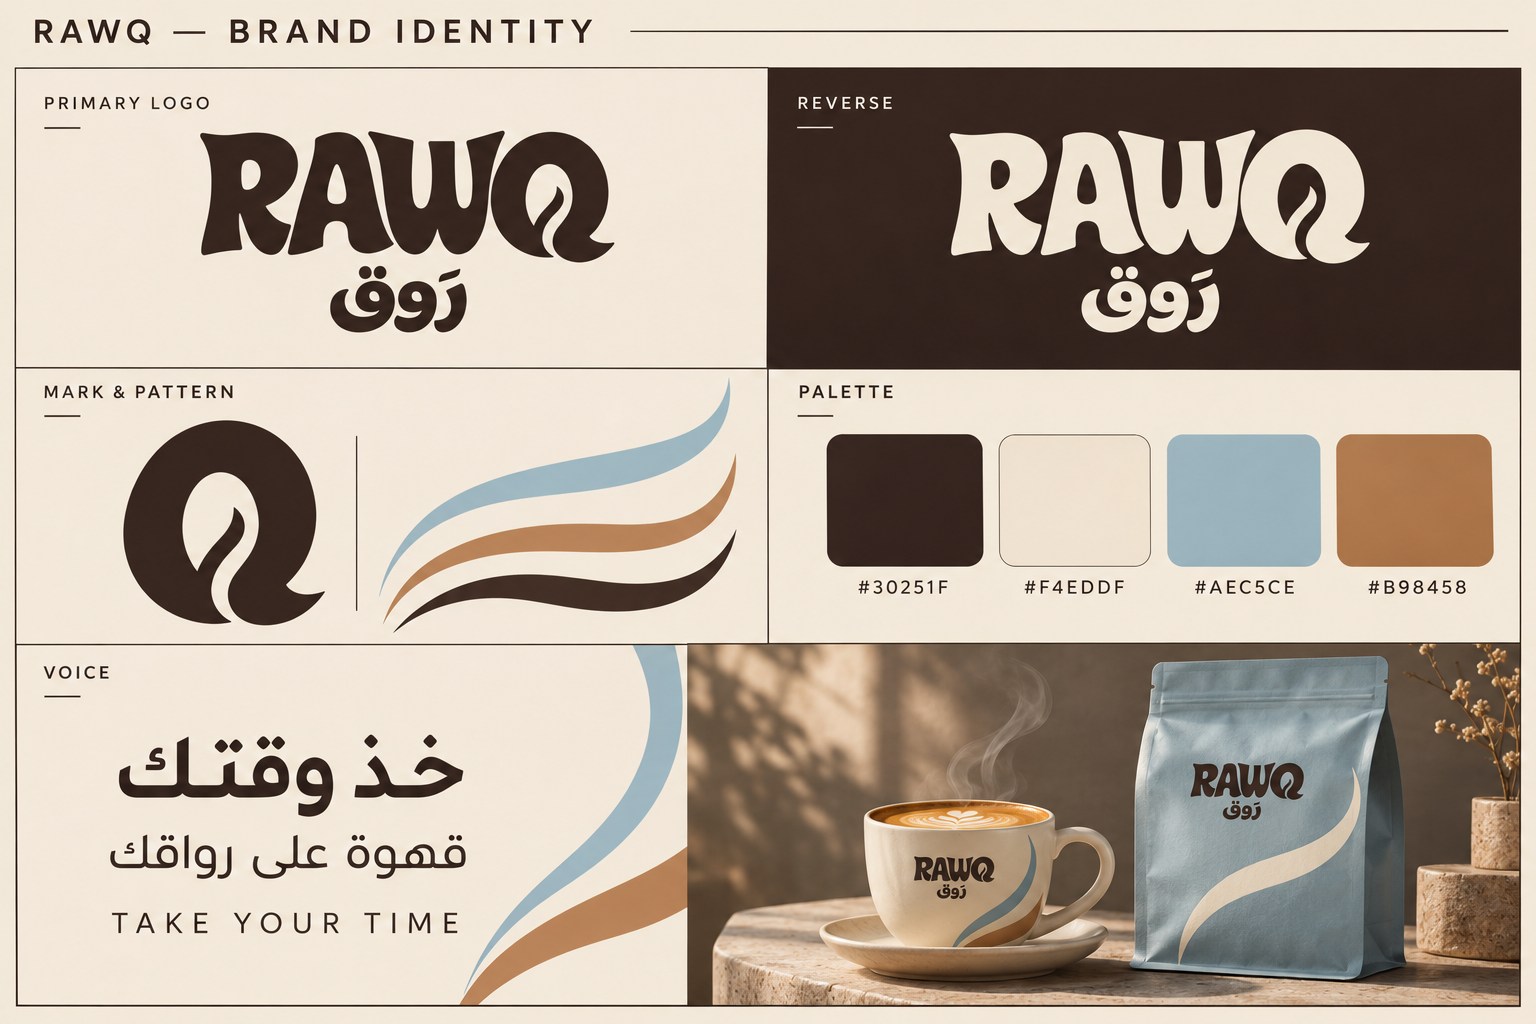 RAWQ — BRAND IDENTITY
PRIMARY LOGO
RAWQ
رَوق
REVERSE
RAWQ
رَوق
MARK & PATTERN
Q
PALETTE
#30251F
#F4EDDF
#AEC5CE
#B98458
VOICE
خذ وقتك
قهوة على رواقك
TAKE YOUR TIME
RAWQ
رَوق
RAWQ
رَوق